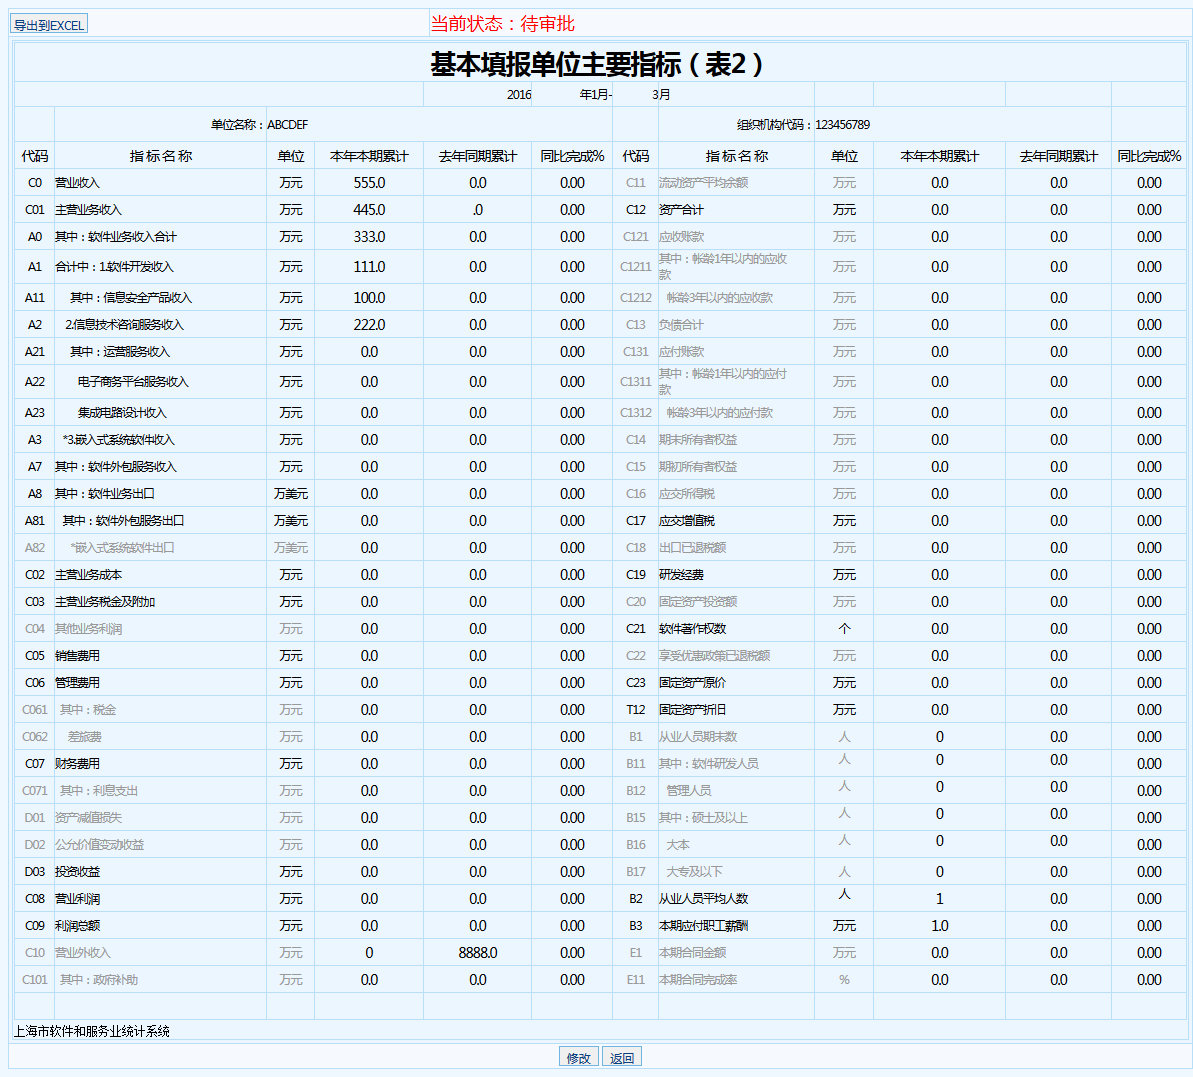 导出到EXCEL 当前状态：待审批
基本填报单位主要指标（表2）
2016 年1月- 3月
单位名称：ABCDEF 组织机构代码：123456789
代码 指 标 名 称 单位 本年本期累计 去年同期累计 同比完成% 代码 指 标 名 称 单位 本年本期累计 去年同期累计 同比完成%
C0 营业收入 万元 555.0 0.0 0.00 C11 流动资产平均余额 万元 0.0 0.0 0.00
C01 主营业务收入 万元 445.0 .0 0.00 C12 资产合计 万元 0.0 0.0 0.00
A0 其中：软件业务收入合计 万元 333.0 0.0 0.00 C121 应收账款 万元 0.0 0.0 0.00
A1 合计中：1.软件开发收入 万元 111.0 0.0 0.00 C1211 其中：帐龄1年以内的应收
款 万元 0.0 0.0 0.00
A11 其中：信息安全产品收入 万元 100.0 0.0 0.00 C1212 帐龄3年以内的应收款 万元 0.0 0.0 0.00
A2 2.信息技术咨询服务收入 万元 222.0 0.0 0.00 C13 负债合计 万元 0.0 0.0 0.00
A21 其中：运营服务收入 万元 0.0 0.0 0.00 C131 应付账款 万元 0.0 0.0 0.00
A22 电子商务平台服务收入 万元 0.0 0.0 0.00 C1311 其中：帐龄1年以内的应付
款 万元 0.0 0.0 0.00
A23 集成电路设计收入 万元 0.0 0.0 0.00 C1312 帐龄3年以内的应付款 万元 0.0 0.0 0.00
A3 *3.嵌入式系统软件收入 万元 0.0 0.0 0.00 C14 期末所有者权益 万元 0.0 0.0 0.00
A7 其中：软件外包服务收入 万元 0.0 0.0 0.00 C15 期初所有者权益 万元 0.0 0.0 0.00
A8 其中：软件业务出口 万美元 0.0 0.0 0.00 C16 应交所得税 万元 0.0 0.0 0.00
A81 其中：软件外包服务出口 万美元 0.0 0.0 0.00 C17 应交增值税 万元 0.0 0.0 0.00
A82 *嵌入式系统软件出口 万美元 0.0 0.0 0.00 C18 出口已退税额 万元 0.0 0.0 0.00
C02 主营业务成本 万元 0.0 0.0 0.00 C19 研发经费 万元 0.0 0.0 0.00
C03 主营业务税金及附加 万元 0.0 0.0 0.00 C20 固定资产投资额 万元 0.0 0.0 0.00
C04 其他业务利润 万元 0.0 0.0 0.00 C21 软件著作权数 个 0.0 0.0 0.00
C05 销售费用 万元 0.0 0.0 0.00 C22 享受优惠政策已退税额 万元 0.0 0.0 0.00
C06 管理费用 万元 0.0 0.0 0.00 C23 固定资产原价 万元 0.0 0.0 0.00
C061 其中：税金 万元 0.0 0.0 0.00 T12 固定资产折旧 万元 0.0 0.0 0.00
C062 差旅费 万元 0.0 0.0 0.00 B1 从业人员期末数 人 0 0.0 0.00
C07 财务费用 万元 0.0 0.0 0.00 B11 其中：软件研发人员 人 0 0.0 0.00
C071 其中：利息支出 万元 0.0 0.0 0.00 B12 管理人员 人 0 0.0 0.00
D01 资产减值损失 万元 0.0 0.0 0.00 B15 其中：硕士及以上 人 0 0.0 0.00
D02 公允价值变动收益 万元 0.0 0.0 0.00 B16 大本 人 0 0.0 0.00
D03 投资收益 万元 0.0 0.0 0.00 B17 大专及以下 人 0 0.0 0.00
C08 营业利润 万元 0.0 0.0 0.00 B2 从业人员平均人数 人 1 0.0 0.00
C09 利润总额 万元 0.0 0.0 0.00 B3 本期应付职工薪酬 万元 1.0 0.0 0.00
C10 营业外收入 万元 0 8888.0 0.00 E1 本期合同金额 万元 0.0 0.0 0.00
C101 其中：政府补助 万元 0.0 0.0 0.00 E11 本期合同完成率 % 0.0 0.0 0.00
上海市软件和服务业统计系统
修改 返回